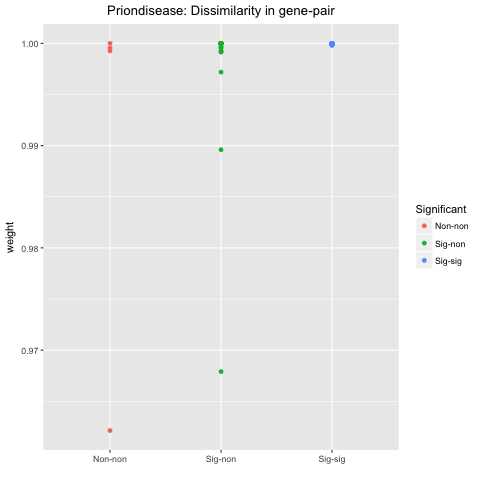 Priondisease: Dissimilarity in gene-pair
1.00
0.99
0.98
0.97
weight
Non-non
Sig-non
Sig-sig
Significant
Non-non
Sig-non
Sig-sig